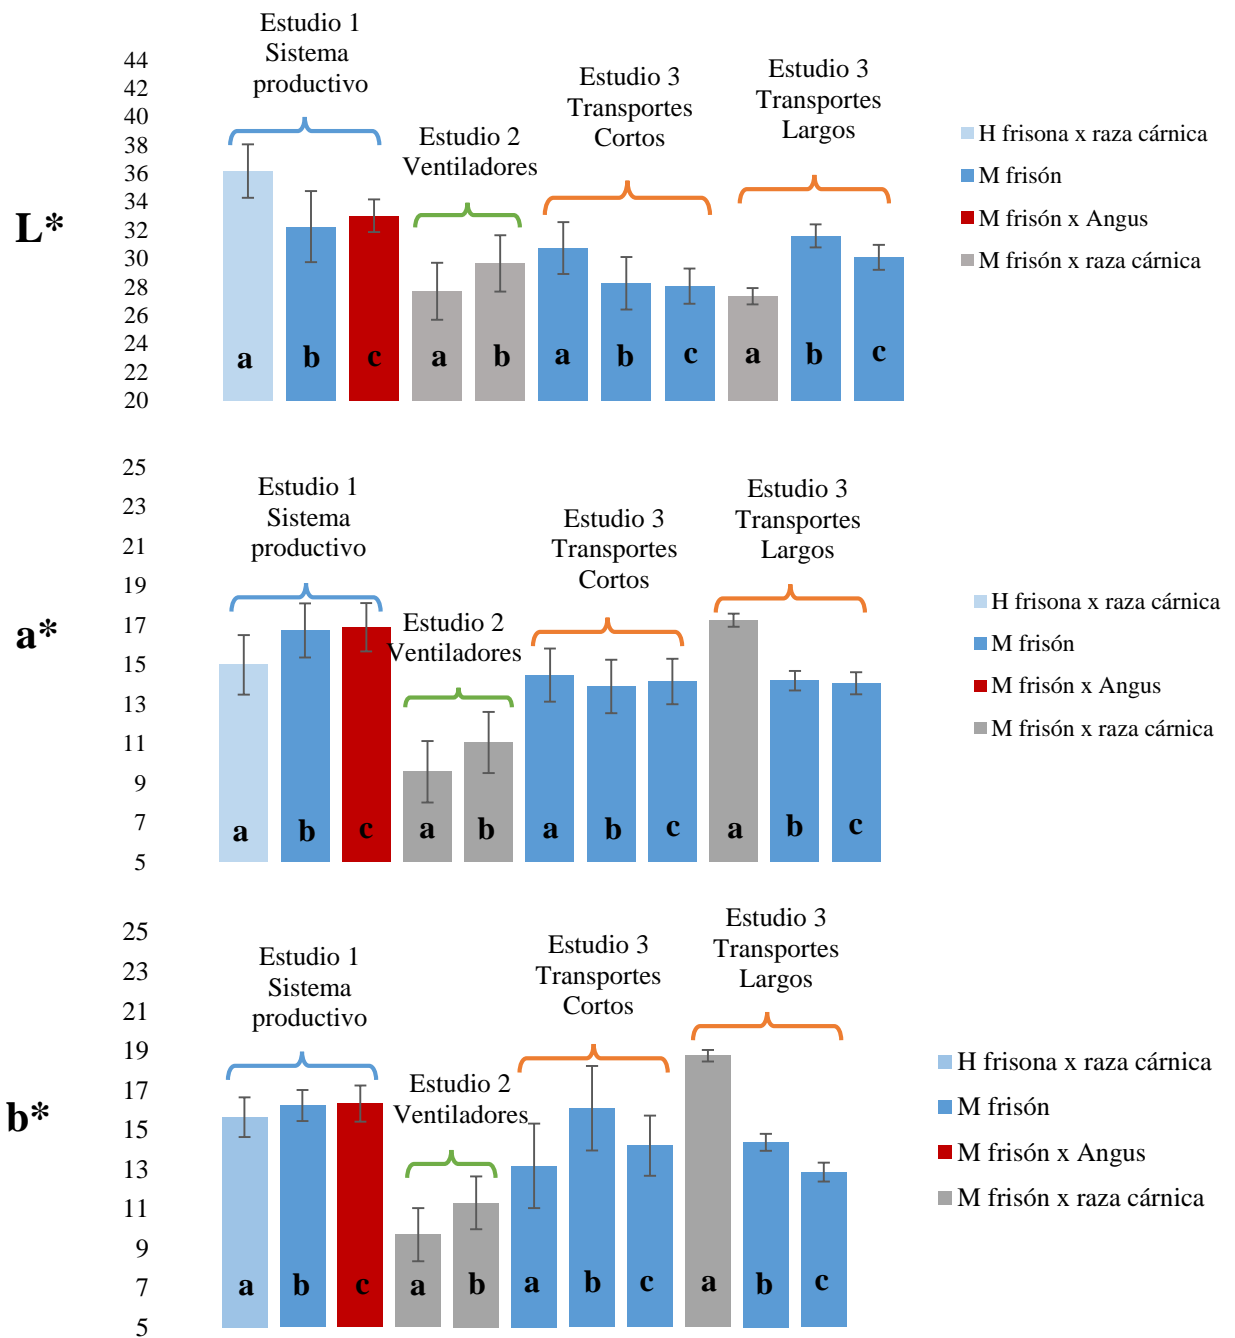 Estudio 1
Sistema
productivo
Estudio 2
Ventiladores
Estudio 3
Transportes
Cortos
Estudio 3
Transportes
Largos
L*
44
42
40
38
36
34
32
30
28
26
24
22
20
a
b
c
a
b
a
b
c
a
b
c
H frisona x raza cárnica
M frisón
M frisón x Angus
M frisón x raza cárnica
Estudio 1
Sistema
productivo
Estudio 2
Ventiladores
Estudio 3
Transportes
Cortos
Estudio 3
Transportes
Largos
a*
25
23
21
19
17
15
13
11
9
7
5
a
b
c
a
b
a
b
c
a
b
c
H frisona x raza cárnica
M frisón
M frisón x Angus
M frisón x raza cárnica
Estudio 1
Sistema
productivo
Estudio 2
Ventiladores
Estudio 3
Transportes
Cortos
Estudio 3
Transportes
Largos
b*
25
23
21
19
17
15
13
11
9
7
5
a
b
c
a
b
a
b
c
a
b
c
H frisona x raza cárnica
M frisón
M frisón x Angus
M frisón x raza cárnica